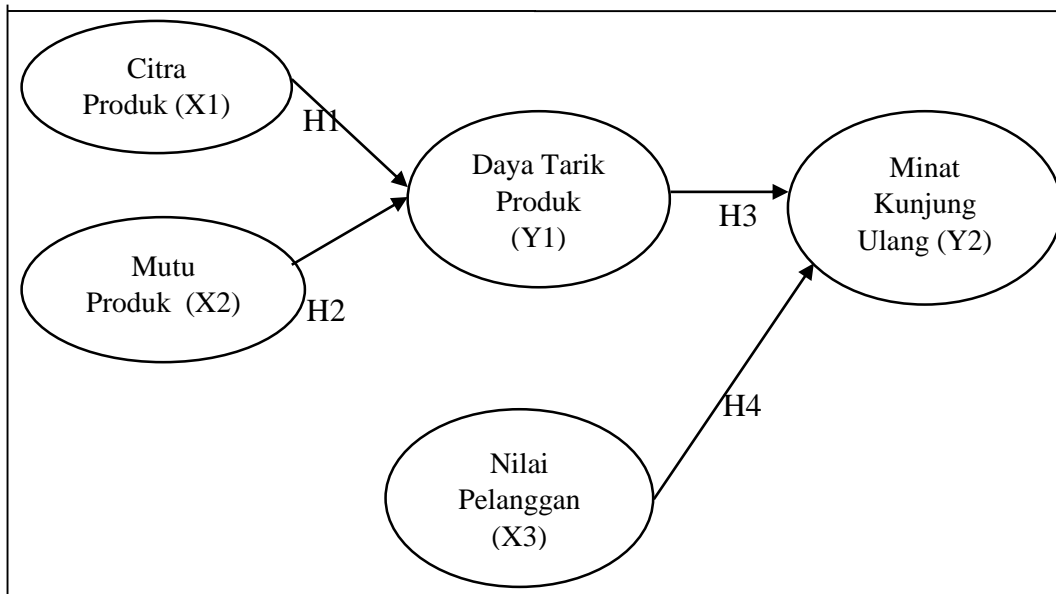 Citra
Produk (X1)
H1
Mutu
Produk (X2)
H2
Daya Tarik
Produk
(Y1)
H3
Minat
Kunjung
Ulang (Y2)
H4
Nilai
Pelanggan
(X3)